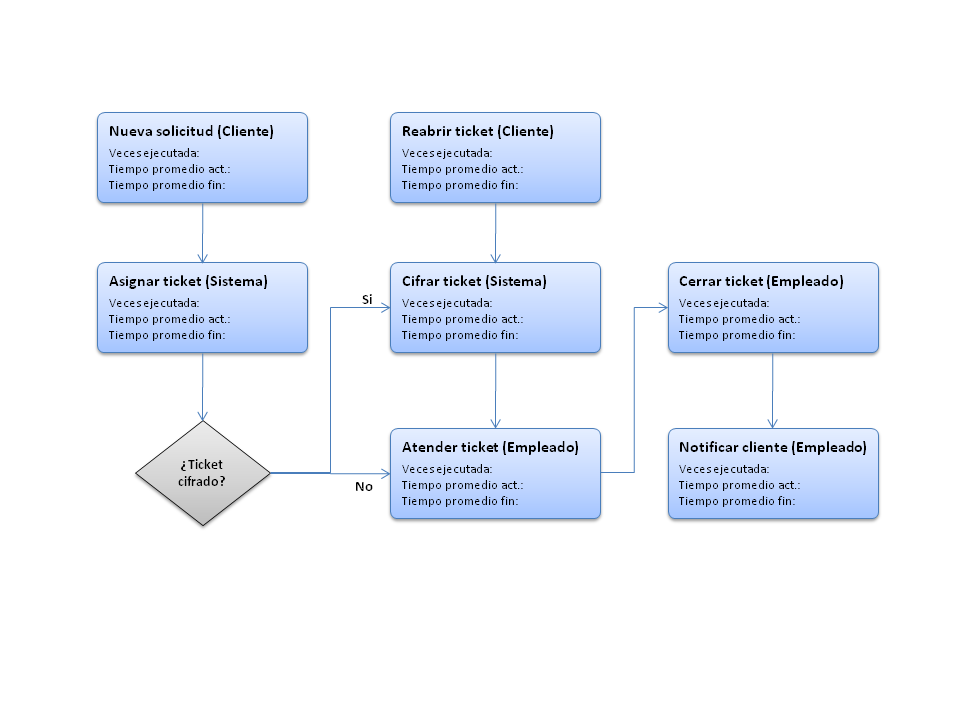 Nueva solicitud (Cliente)
Veces ejecutada:
Tiempo promedio act.:
Tiempo promedio fin:
Reabrir ticket (Cliente)
Veces ejecutada:
Tiempo promedio act.:
Tiempo promedio fin:
Asignar ticket (Sistema)
Veces ejecutada:
Tiempo promedio act.:
Tiempo promedio fin:
Si
Cifrar ticket (Sistema)
Veces ejecutada:
Tiempo promedio act.:
Tiempo promedio fin:
Cerrar ticket (Empleado)
Veces ejecutada:
Tiempo promedio act.:
Tiempo promedio fin:
¿Ticket
cifrado?
No
Atender ticket (Empleado)
Veces ejecutada:
Tiempo promedio act.:
Tiempo promedio fin:
Notificar cliente (Empleado)
Veces ejecutada:
Tiempo promedio act.:
Tiempo promedio fin: